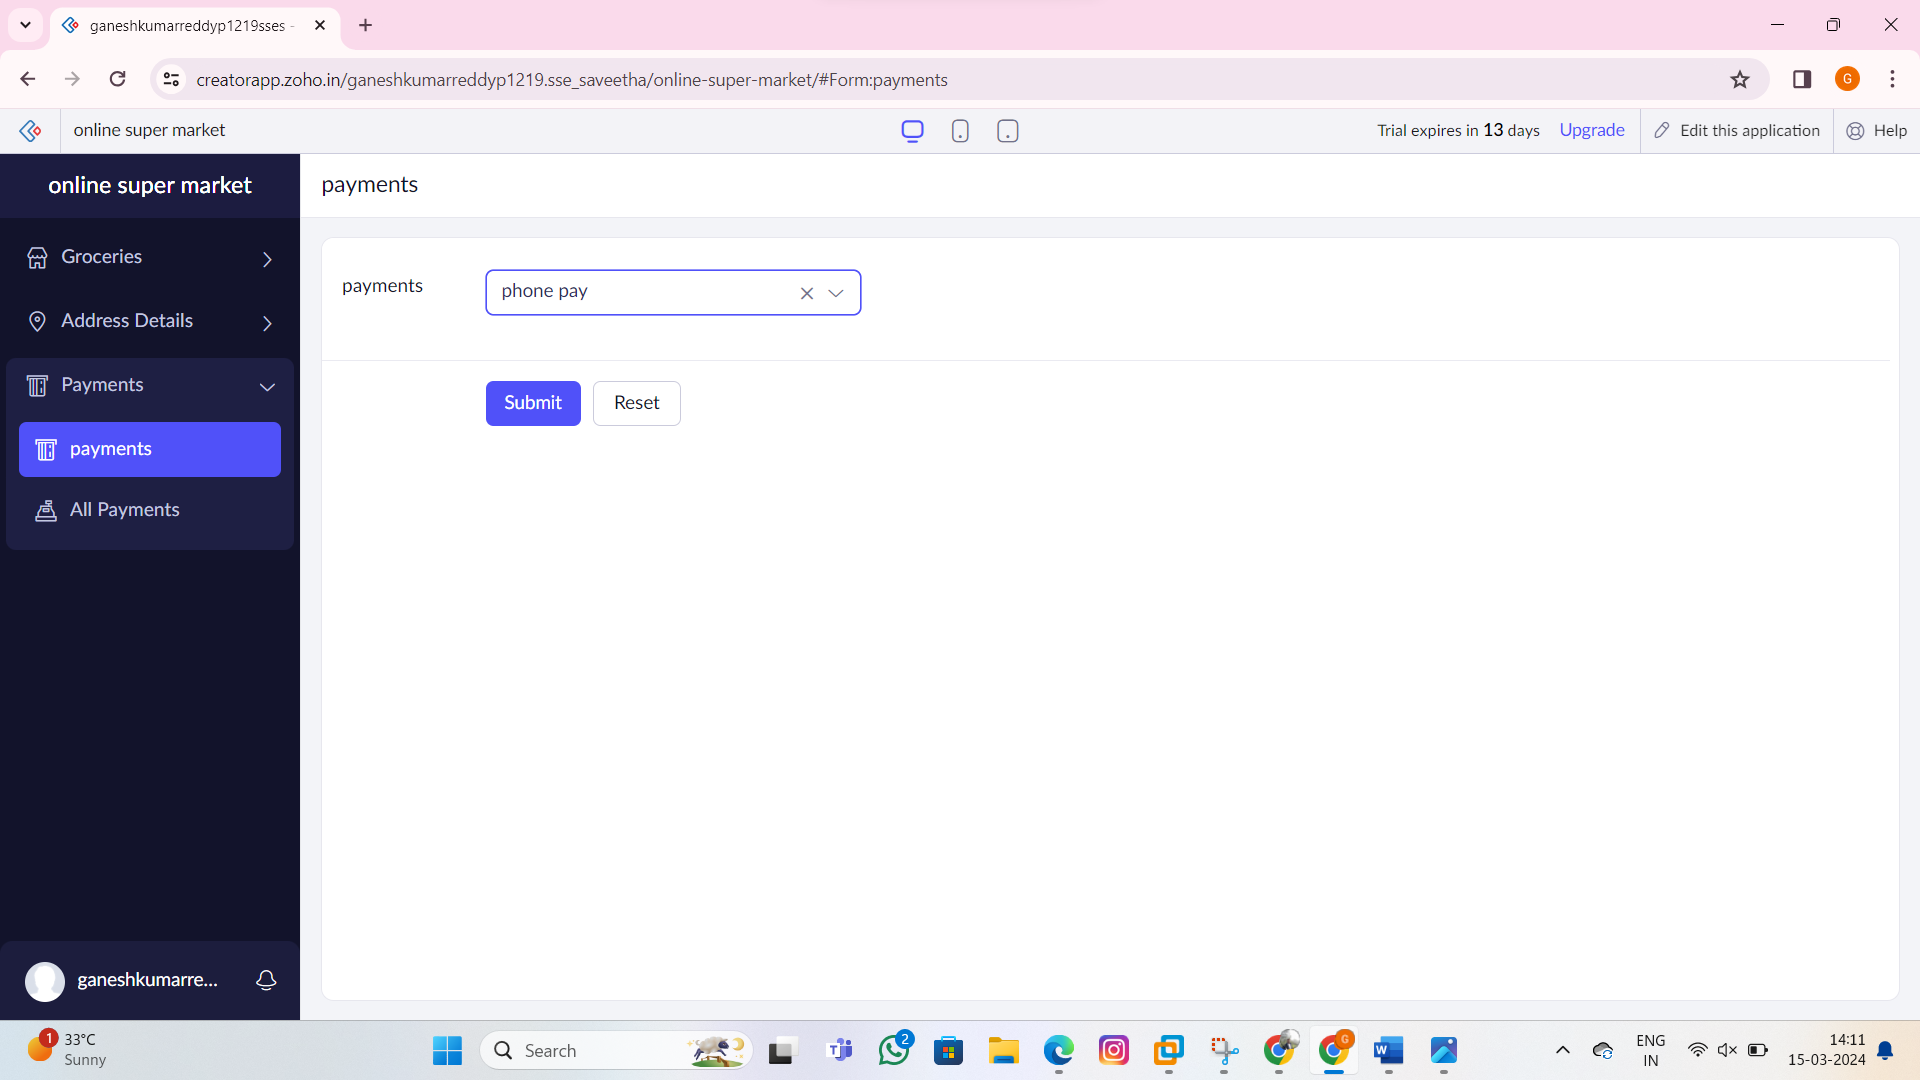 ganeshkumarreddyp1219sses -
creatorapp.zoho.in/ganeshkumarreddyp1219.sse_saveetha/online-super-market/#Form:payments
G
online super market
Trial expires in 13 days
Upgrade
Edit this application
Help
online super market
payments
Groceries
Address Details
Payments
payments
All Payments
payments
phone pay
Submit
Reset
ganeshkumarre...
1
33°C
Sunny
Search
2
G
ENG
IN
14:11
15-03-2024